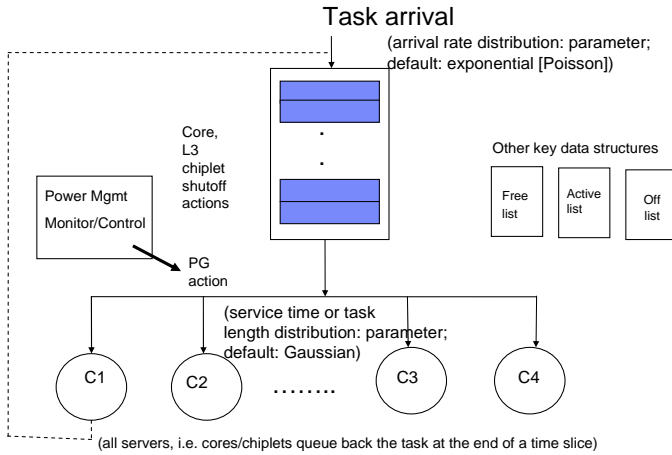 Task arrival
(arrival rate distribution: parameter;
default: exponential [Poisson])
Core,
L3
chiplet
shutoff
actions
Other key data structures
Free
list
Active
list
Off
list
Power Mgmt
Monitor/Control
PG
action
(service time or task
length distribution: parameter;
default: Gaussian)
C1
C2
........
C3
C4
(all servers, i.e. cores/chiplets queue back the task at the end of a time slice)